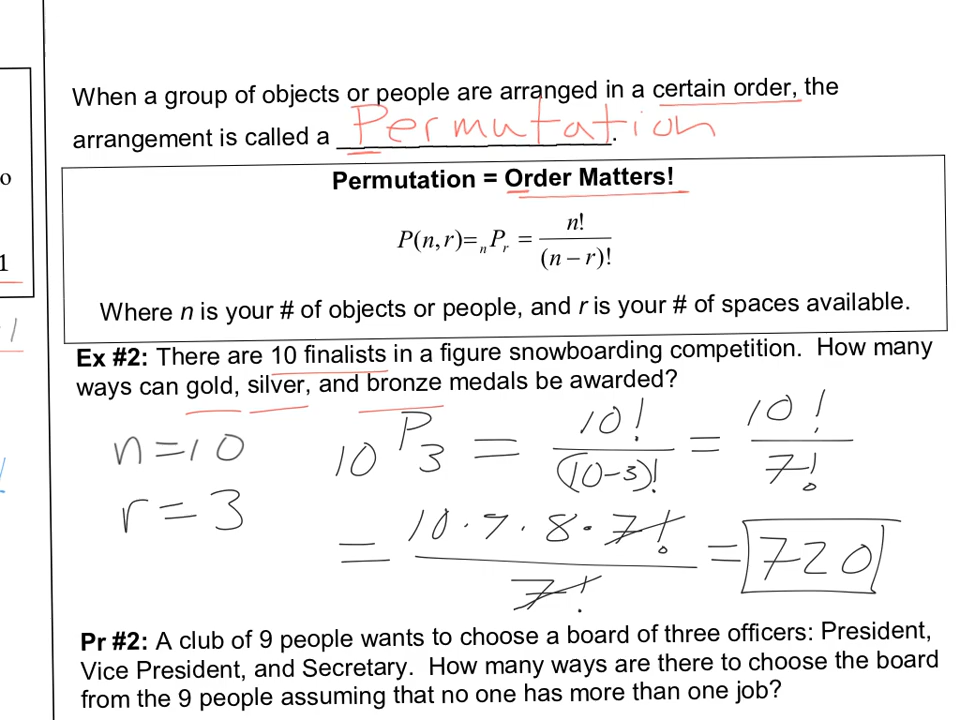 When a group of objects or people are arranged in a certain order, the
arrangement is called a Permutation.
o
Permutation = Order Matters!
P(n,r)=ₙPᵣ = n! / (n – r)!
1
Where n is your # of objects or people, and r is your # of spaces available.
Ex #2: There are 10 finalists in a figure snowboarding competition. How many
ways can gold, silver, and bronze medals be awarded?
n=10
r=3
₁₀P₃ = 10! / (10-3)! = 10! / 7!
= 10·9·8·7! / 7! = 720
Pr #2: A club of 9 people wants to choose a board of three officers: President,
Vice President, and Secretary. How many ways are there to choose the board
from the 9 people assuming that no one has more than one job?